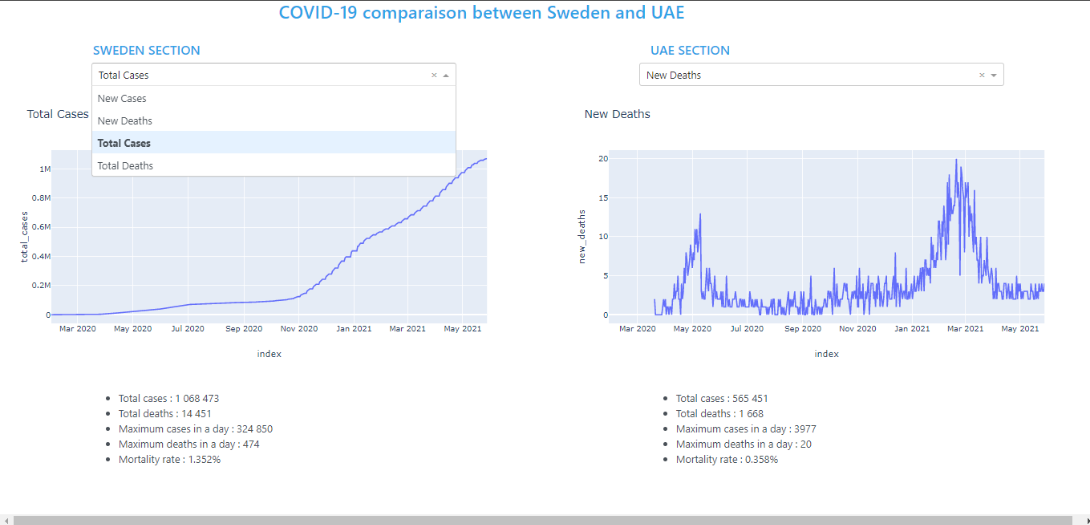 COVID-19 comparaison between Sweden and UAE
SWEDEN SECTION
Total Cases
New Cases
New Deaths
Total Cases
Total Deaths
Total Cases
1M
0.8M
0.6M
0.4M
0.2M
0
total_cases
Mar 2020 May 2020 Jul 2020 Sep 2020 Nov 2020 Jan 2021 Mar 2021 May 2021
index
Total cases : 1 068 473
Total deaths : 14 451
Maximum cases in a day : 324 850
Maximum deaths in a day : 474
Mortality rate : 1.352%
UAE SECTION
New Deaths
New Deaths
20
15
10
5
0
new_deaths
Mar 2020 May 2020 Jul 2020 Sep 2020 Nov 2020 Jan 2021 Mar 2021 May 2021
index
Total cases : 565 451
Total deaths : 1 668
Maximum cases in a day : 3977
Maximum deaths in a day : 20
Mortality rate : 0.358%